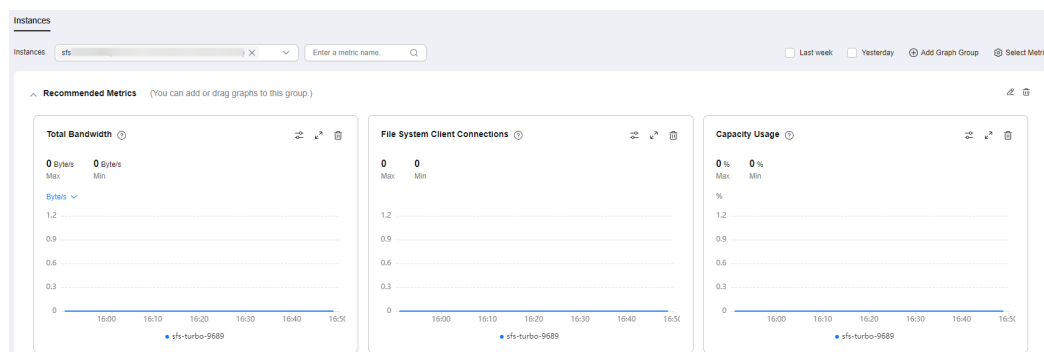 Instances
Instances sfs Enter a metric name. Last week Yesterday Add Graph Group Select Metri
Recommended Metrics (You can add or drag graphs to this group.)
Total Bandwidth
0 Byte/s 0 Byte/s
Max Min
Byte/s
1.2
0.9
0.6
0.3
0
16:00 16:10 16:20 16:30 16:40 16:50
sfs-turbo-9689
File System Client Connections
0 0
Max Min
1.2
0.9
0.6
0.3
0
16:00 16:10 16:20 16:30 16:40 16:50
sfs-turbo-9689
Capacity Usage
0 % 0 %
Max Min
%
1.2
0.9
0.6
0.3
0
16:00 16:10 16:20 16:30 16:40 16:50
sfs-turbo-9689